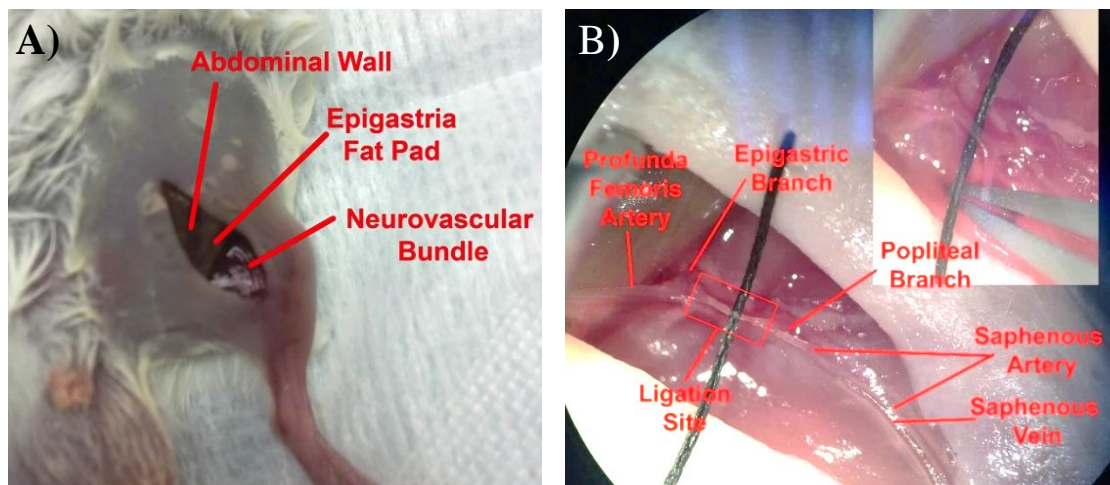 A)
Abdominal Wall
Epigastria
Fat Pad
Neurovascular
Bundle
B)
Profunda
Femoris
Artery
Epigastric
Branch
Popliteal
Branch
Saphenous
Artery
Saphenous
Vein
Ligation
Site